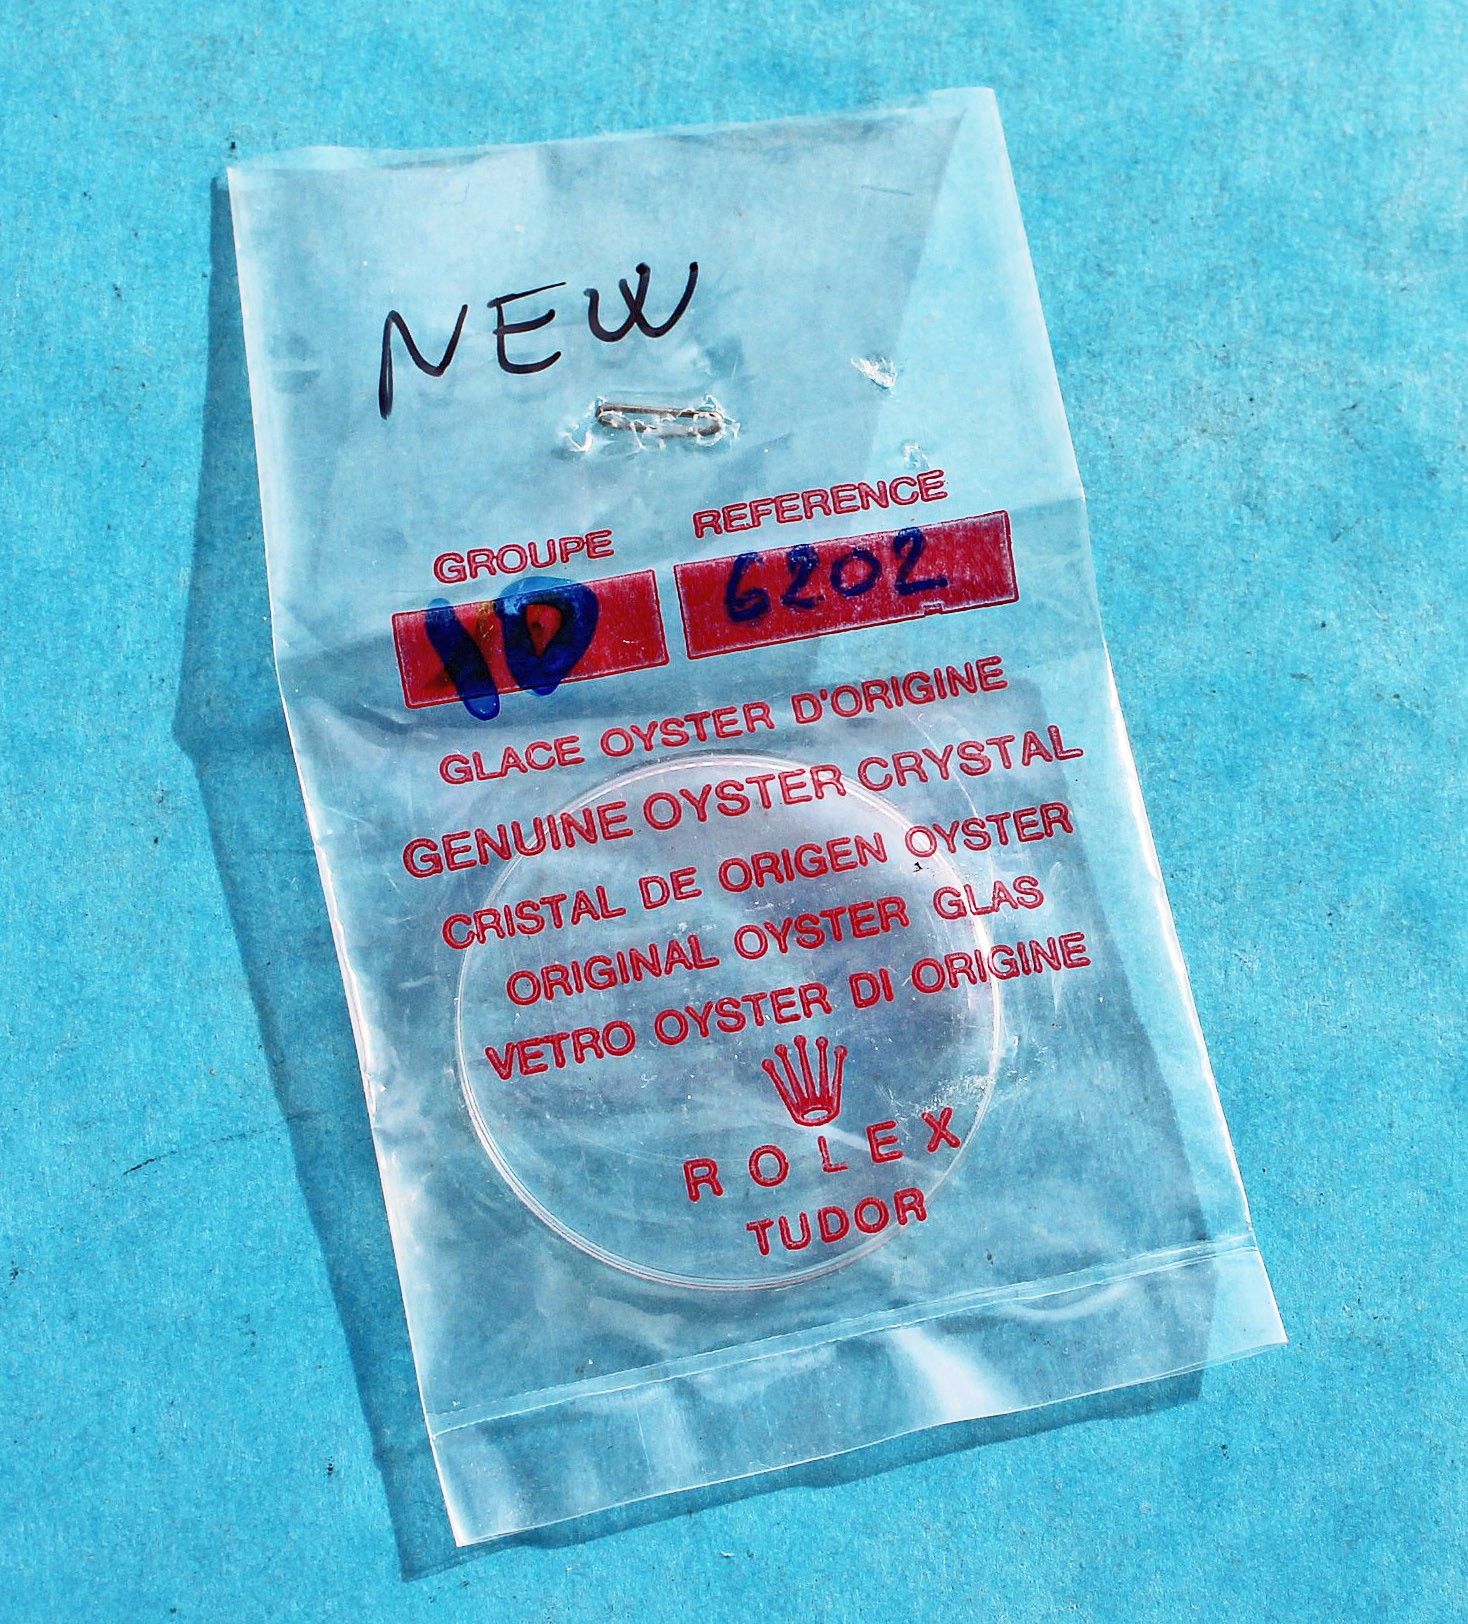 NEW
GROUPE REFERENCE
10 6202
GLACE OYSTER D'ORIGINE
GENUINE OYSTER CRYSTAL
CRISTAL DE ORIGEN OYSTER
ORIGINAL OYSTER GLAS
VETRO OYSTER DI ORIGINE
ROLEX
TUDOR